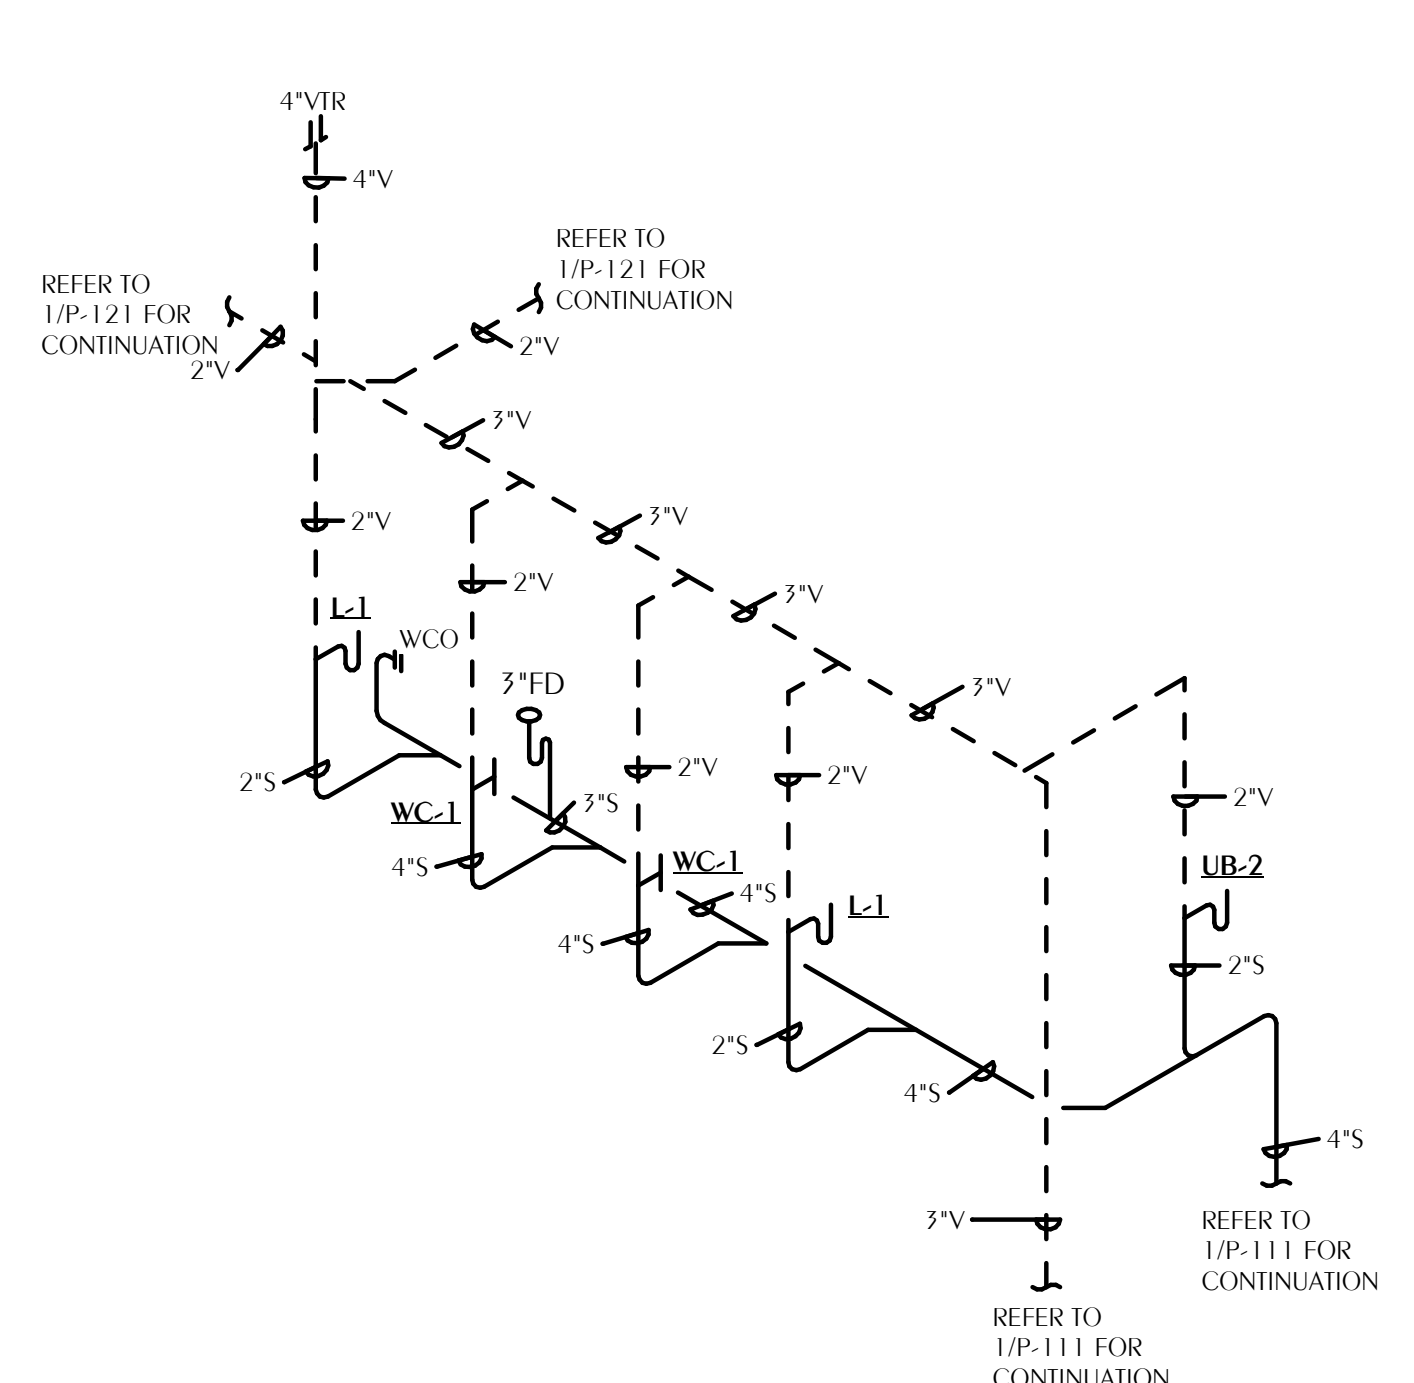 4"VTR
4"V
REFER TO
1/P-121 FOR
CONTINUATION
REFER TO
1/P-121 FOR
CONTINUATION
2"V
2"V
3"V
3"V
2"V
2"V
3"V
L-1
WCO
3"FD
3"V
2"V
2"V
2"S
3"S
2"V
WC-1
4"S
WC-1
4"S
UB-2
L-1
4"S
2"S
2"S
4"S
4"S
3"V
REFER TO
1/P-111 FOR
CONTINUATION
REFER TO
1/P-111 FOR
CONTINUATION